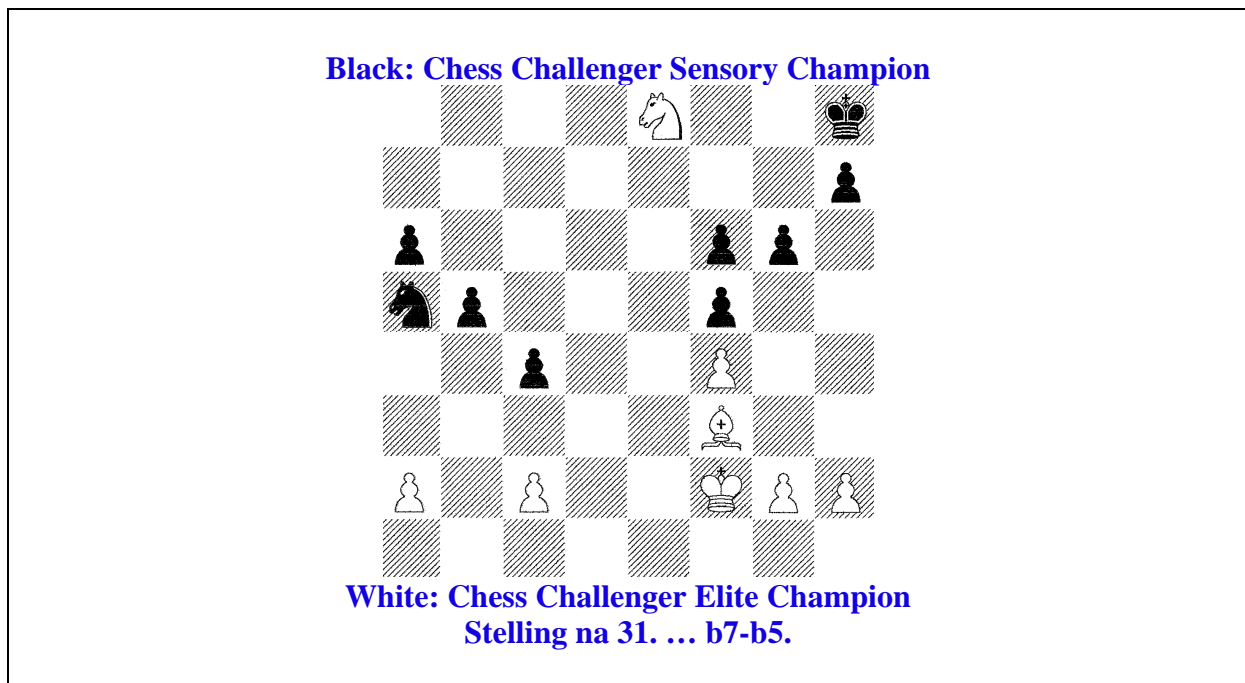 Black: Chess Challenger Sensory Champion
White: Chess Challenger Elite Champion
Stelling na 31. … b7-b5.